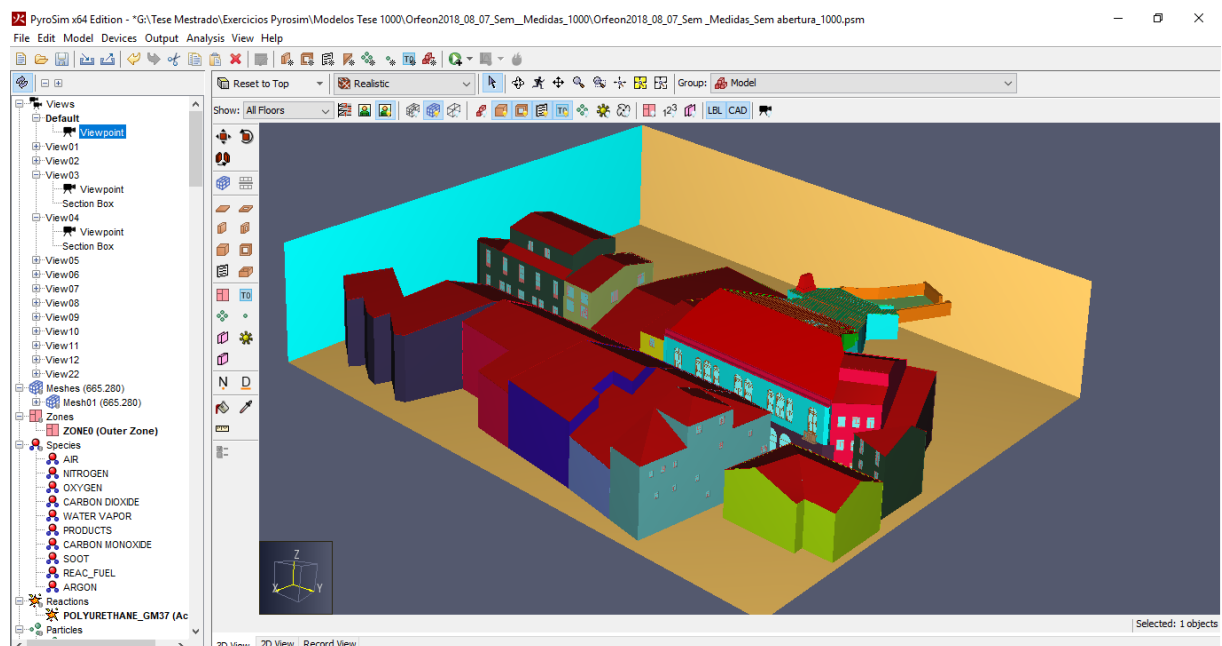 PyroSim x64 Edition - *G:\Tese Mestrado\Exercicios Pyrosim\Modelos Tese 1000\Orfeon2018_08_07_Sem__Medidas_1000\Orfeon2018_08_07_Sem _Medidas_Sem abertura_1000.psm
File Edit Model Devices Output Analysis View Help
Reset to Top Realistic Group: Model
Show: All Floors LBL CAD
Views
Default
Viewpoint
View01
View02
View03
Viewpoint
Section Box
View04
Viewpoint
Section Box
View05
View06
View07
View08
View09
View10
View11
View12
View22
Meshes (665.280)
Mesh01 (665.280)
Zones
ZONE0 (Outer Zone)
Species
AIR
NITROGEN
OXYGEN
CARBON DIOXIDE
WATER VAPOR
PRODUCTS
CARBON MONOXIDE
SOOT
REAC_FUEL
ARGON
Reactions
POLYURETHANE_GM37 (Ac
Particles
N D
Z
X Y
Selected: 1 objects
3D View 2D View Record View